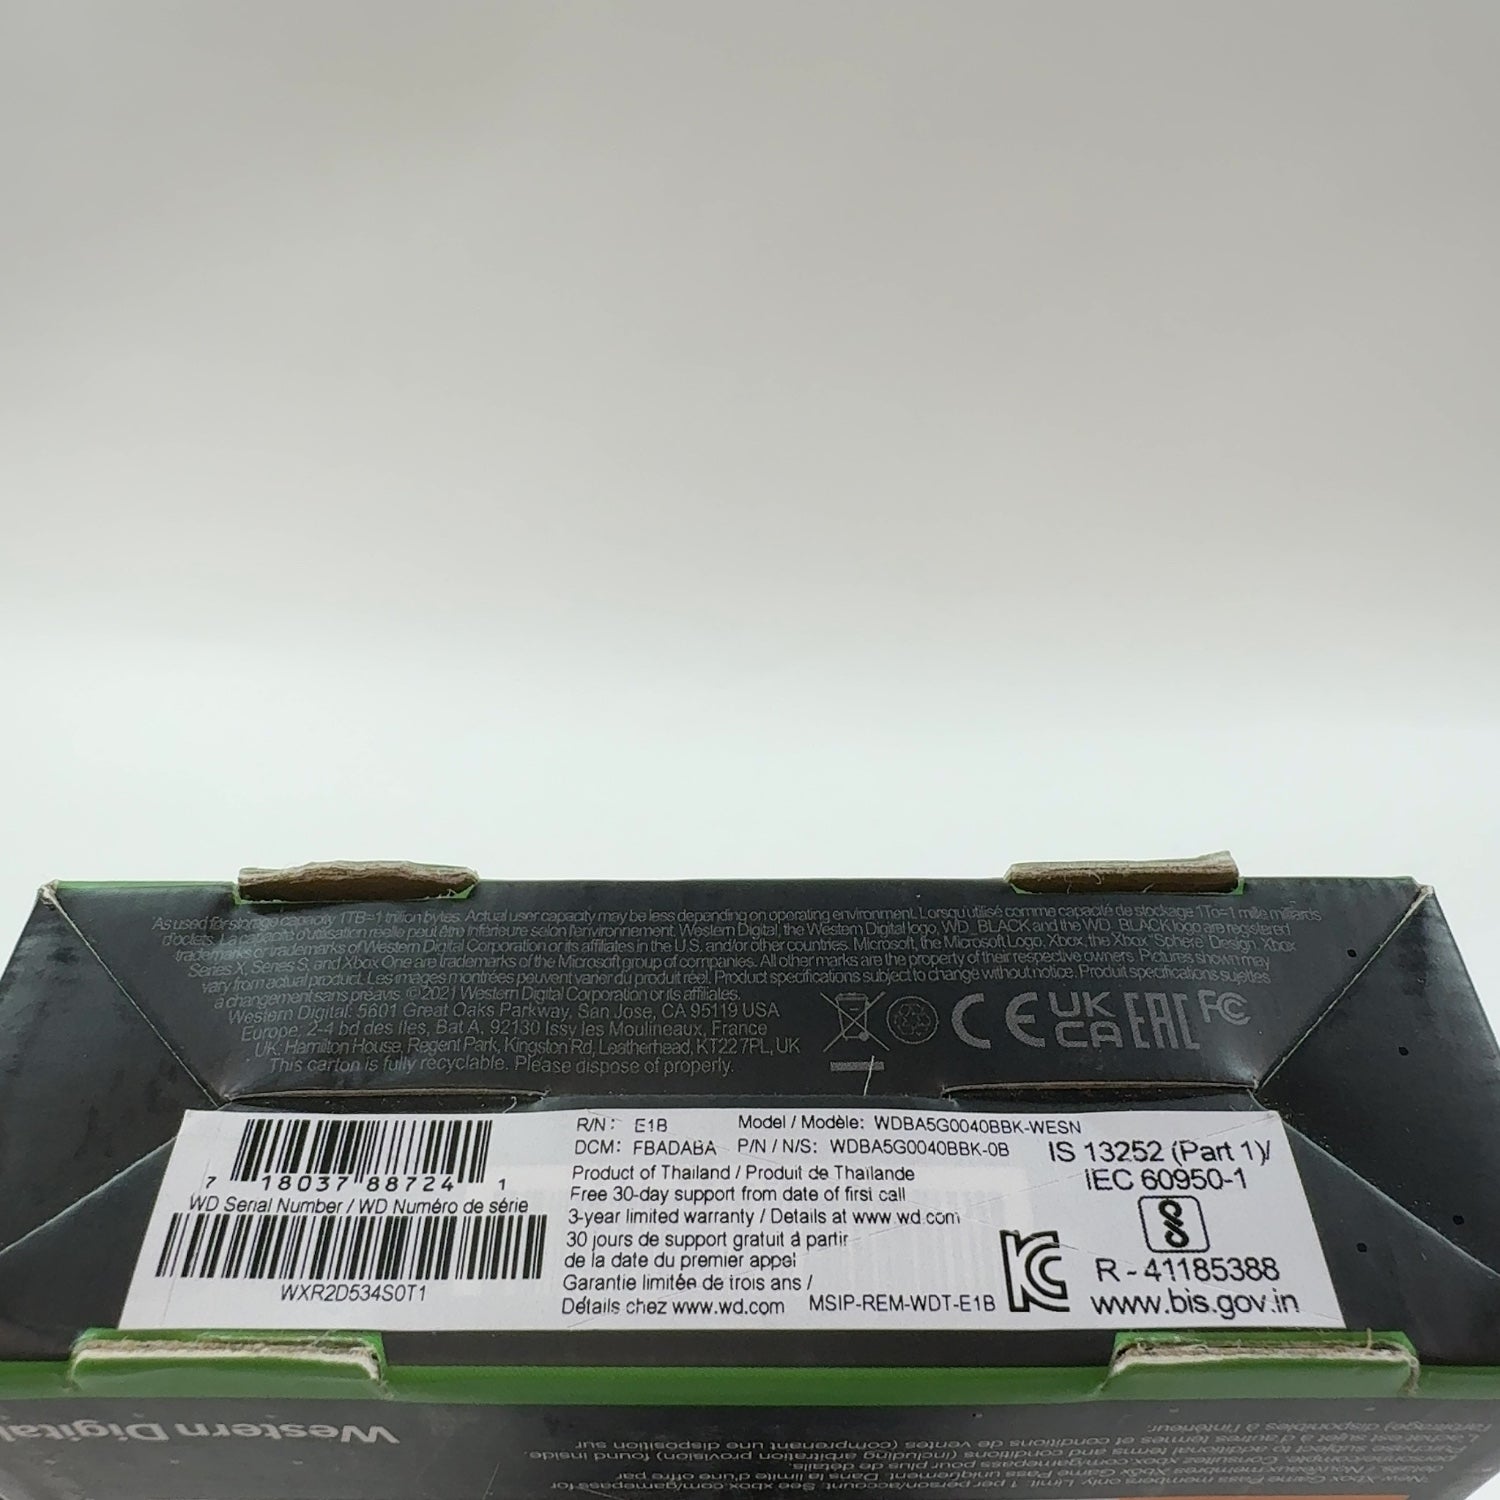 *As used for storage capacity 1TB=1 trillion bytes. Actual user capacity may be less depending on operating environment. Lorsqu'utilisé comme capacité de stockage 1To=1 mille milliards
d'octets. La capacité d'utilisation réelle peut être inférieure selon l'environnement. Western Digital, the Western Digital logo, WD_BLACK and the WD_BLACK logo are registered
trademarks of Western Digital Corporation or its affiliates in the U.S. and/or other countries. Microsoft, the Microsoft Logo, Xbox, the Xbox "Sphere" Design, Xbox
Series X, Series S, and Xbox One are trademarks of the Microsoft group of companies. All other marks are the property of their respective owners. Pictures shown may
vary from actual product. Les images montrées peuvent varier du produit réel. Product specifications subject to change without notice. Produit specifications sujettes
à changement sans préavis. © 2021 Western Digital Corporation or its affiliates.
Western Digital. 5601 Great Oaks Parkway, San Jose, CA 95119 USA
Europe: 2-4 bd des Iles, Bat A, 92130 Issy les Moulineaux, France
UK: Hamilton House, Regent Park, Kingston Rd, Leatherhead, KT22 7PL, UK
This carton is fully recyclable. Please dispose of properly.
CE UK CA EAC FC
7 18037 88724 1
WD Serial Number / WD Numéro de série
WXR2D534S0T1
R/N: E1B Model / Modèle: WDBA5G0040BBK-WESN
DCM: FBADABA P/N / N/S: WDBA5G0040BBK-0B
Product of Thailand / Produit de Thaïlande
Free 30-day support from date of first call
3-year limited warranty / Details at www.wd.com
30 jours de support gratuit à partir
de la date du premier appel
Garantie limitée de trois ans /
Détails chez www.wd.com MSIP-REM-WDT-E1B
IS 13252 (Part 1)/
IEC 60950-1
R - 41185388
www.bis.gov.in
Western Digital